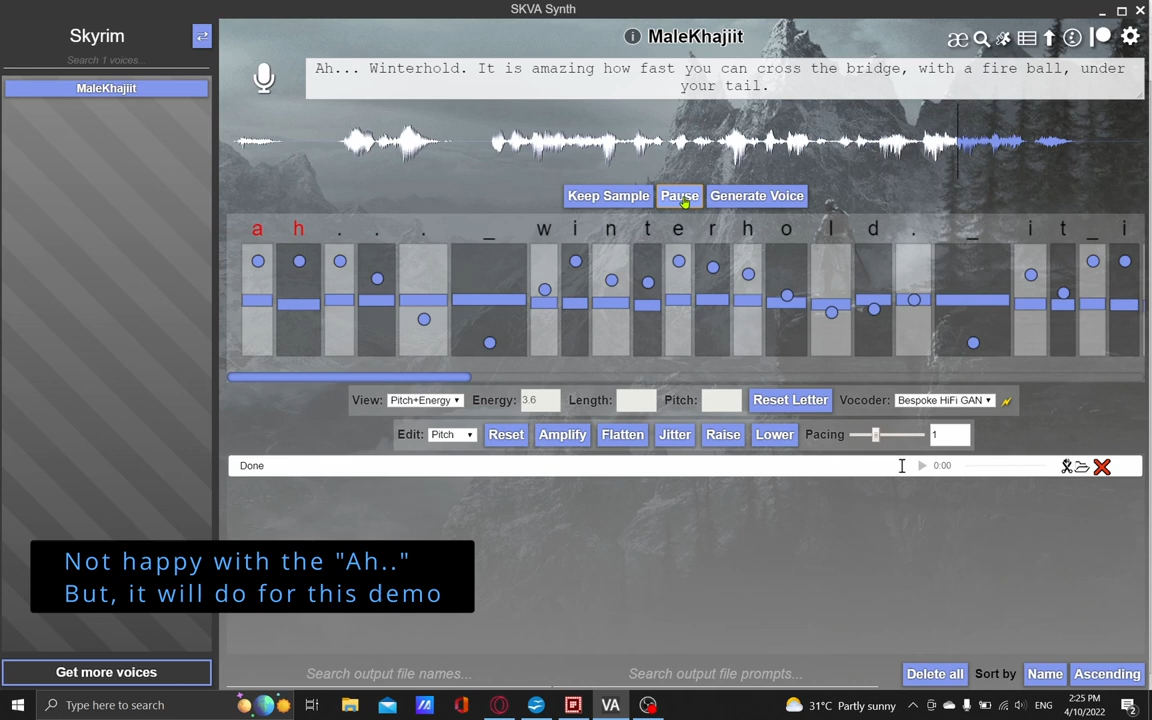 SKVA Synth
Skyrim
Search 1 voices...
MaleKhajiit
i MaleKhajiit
æ
Ah... Winterhold. It is amazing how fast you can cross the bridge, with a fire ball, under
your tail.
Keep Sample Pause Generate Voice
a h . . . _ w i n t e r h o l d . _ i t _ i
View: Pitch+Energy Energy: 3.6 Length: Pitch: Reset Letter Vocoder: Bespoke HiFi GAN
Edit: Pitch Reset Amplify Flatten Jitter Raise Lower Pacing 1
Done 0:00
Not happy with the "Ah.."
But, it will do for this demo
Get more voices
Search output file names... Search output file prompts... Delete all Sort by Name Ascending
Type here to search VA 31°C Partly sunny ENG 2:25 PM
4/10/2022 2